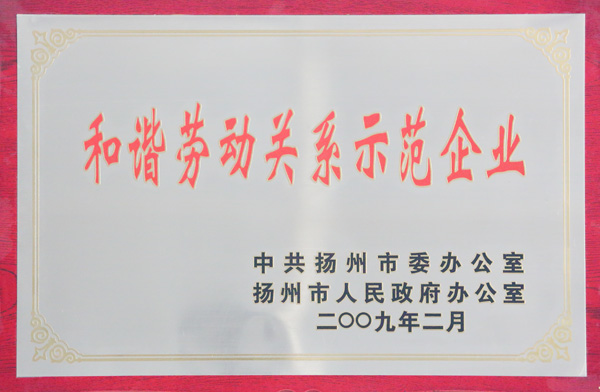 和谐劳动关系示范企业
中共扬州市委办公室
扬州市人民政府办公室
二〇〇九年二月